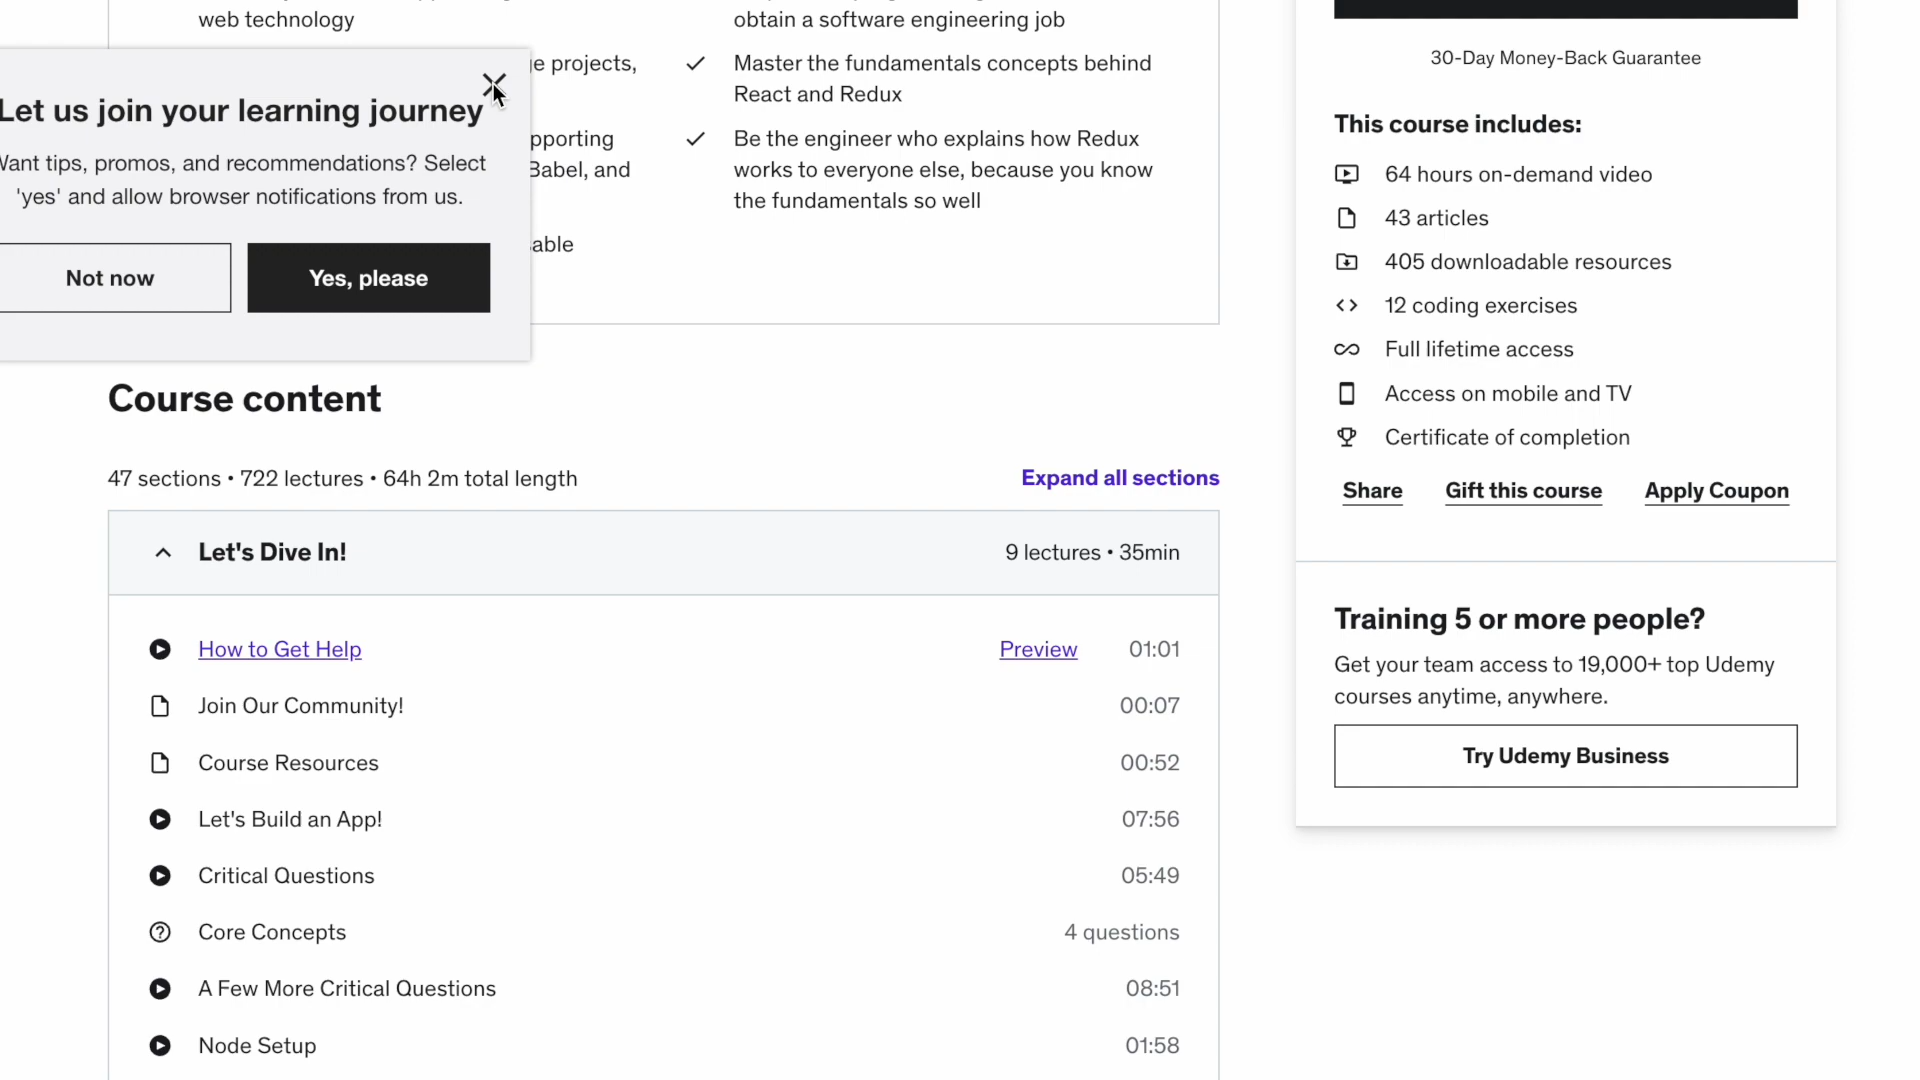 web technology
obtain a software engineering job
e projects,
Master the fundamentals concepts behind
React and Redux
pporting
Babel, and
Be the engineer who explains how Redux
works to everyone else, because you know
the fundamentals so well
able
Let us join your learning journey
Want tips, promos, and recommendations? Select
'yes' and allow browser notifications from us.
Not now
Yes, please
Course content
47 sections • 722 lectures • 64h 2m total length
Expand all sections
Let's Dive In!
9 lectures • 35min
How to Get Help
Preview
01:01
Join Our Community!
00:07
Course Resources
00:52
Let's Build an App!
07:56
Critical Questions
05:49
Core Concepts
4 questions
A Few More Critical Questions
08:51
Node Setup
01:58
30-Day Money-Back Guarantee
This course includes:
64 hours on-demand video
43 articles
405 downloadable resources
12 coding exercises
Full lifetime access
Access on mobile and TV
Certificate of completion
Share
Gift this course
Apply Coupon
Training 5 or more people?
Get your team access to 19,000+ top Udemy
courses anytime, anywhere.
Try Udemy Business